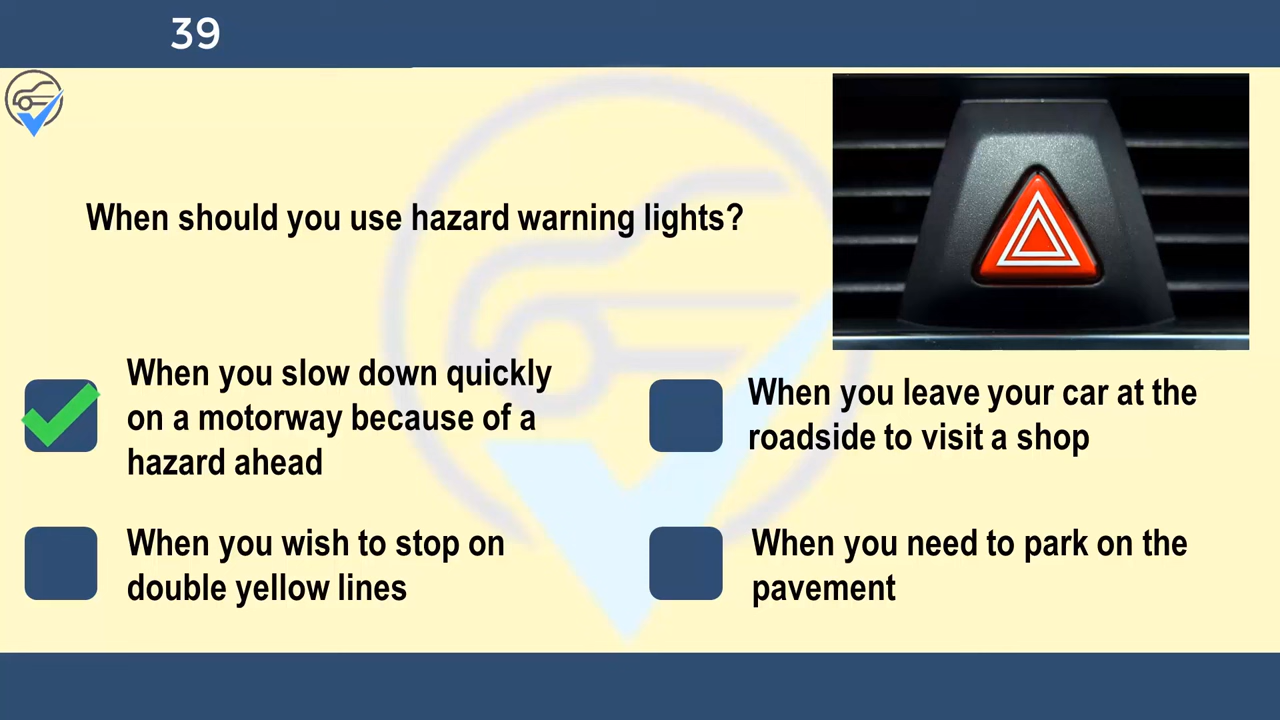 39
When should you use hazard warning lights?
When you slow down quickly
on a motorway because of a
hazard ahead
When you leave your car at the
roadside to visit a shop
When you wish to stop on
double yellow lines
When you need to park on the
pavement